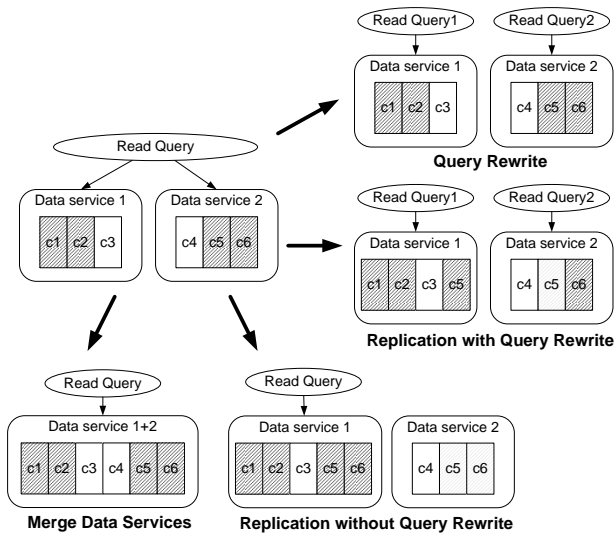 Read Query1 Read Query2
Data service 1 Data service 2
c1 c2 c3 c4 c5 c6
Query Rewrite
Read Query
Data service 1 Data service 2
c1 c2 c3 c4 c5 c6
Read Query1 Read Query2
Data service 1 Data service 2
c1 c2 c3 c5 c4 c5 c6
Replication with Query Rewrite
Read Query Read Query
Data service 1+2 Data service 1 Data service 2
c1 c2 c3 c4 c5 c6 c1 c2 c3 c5 c6 c4 c5 c6
Merge Data Services Replication without Query Rewrite